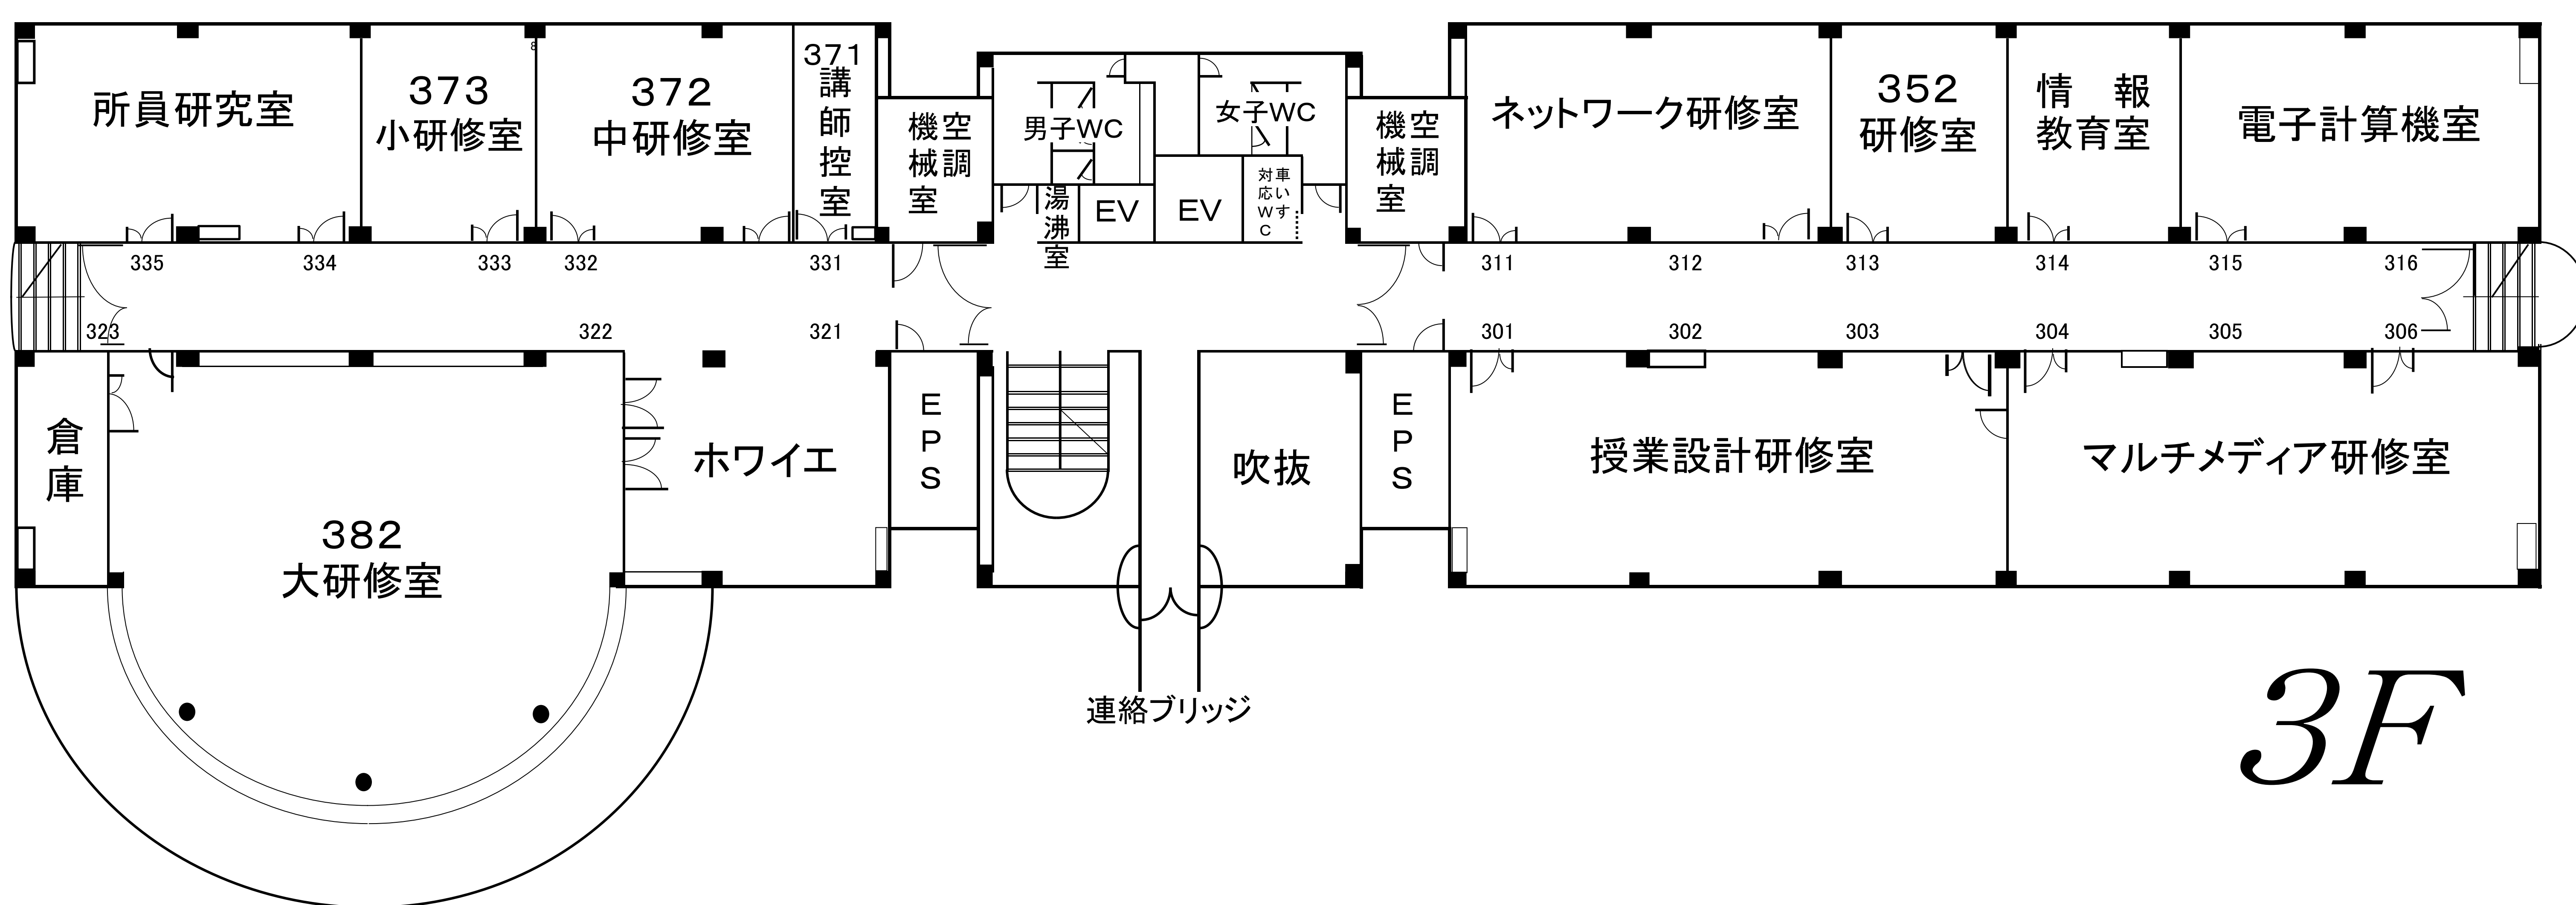 所員研究室
373
小研修室
8
372
中研修室
371
講師控室
空調
機械室
男子WC
湯沸室
EV
EV
女子WC
車いす
対応WC
空調
機械室
ネットワーク研修室
352
研修室
情　報
教育室
電子計算機室
335
334
333
332
331
311
312
313
314
315
316
323
322
321
301
302
303
304
305
306
倉庫
382
大研修室
ホワイエ
EPS
吹抜
EPS
授業設計研修室
マルチメディア研修室
連絡ブリッジ
3F